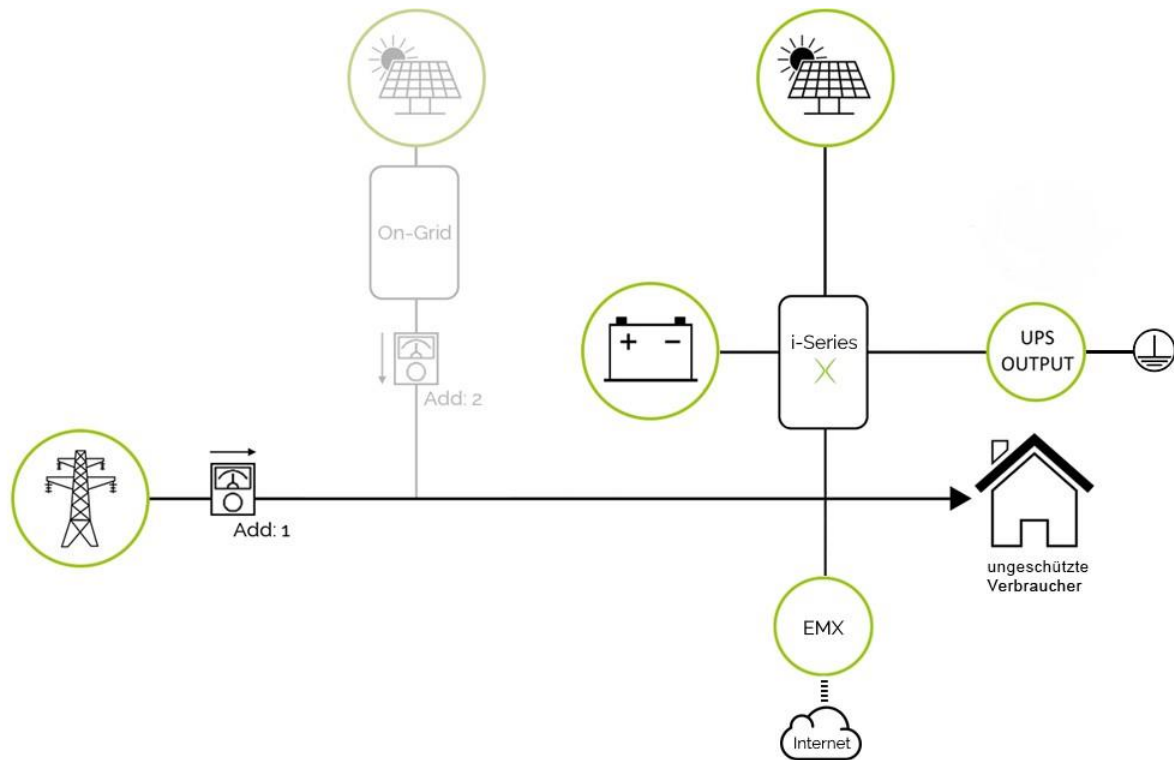 On-Grid
Add: 2
i-Series
X
UPS
OUTPUT
+ −
Add: 1
ungeschützte
Verbraucher
EMX
Internet